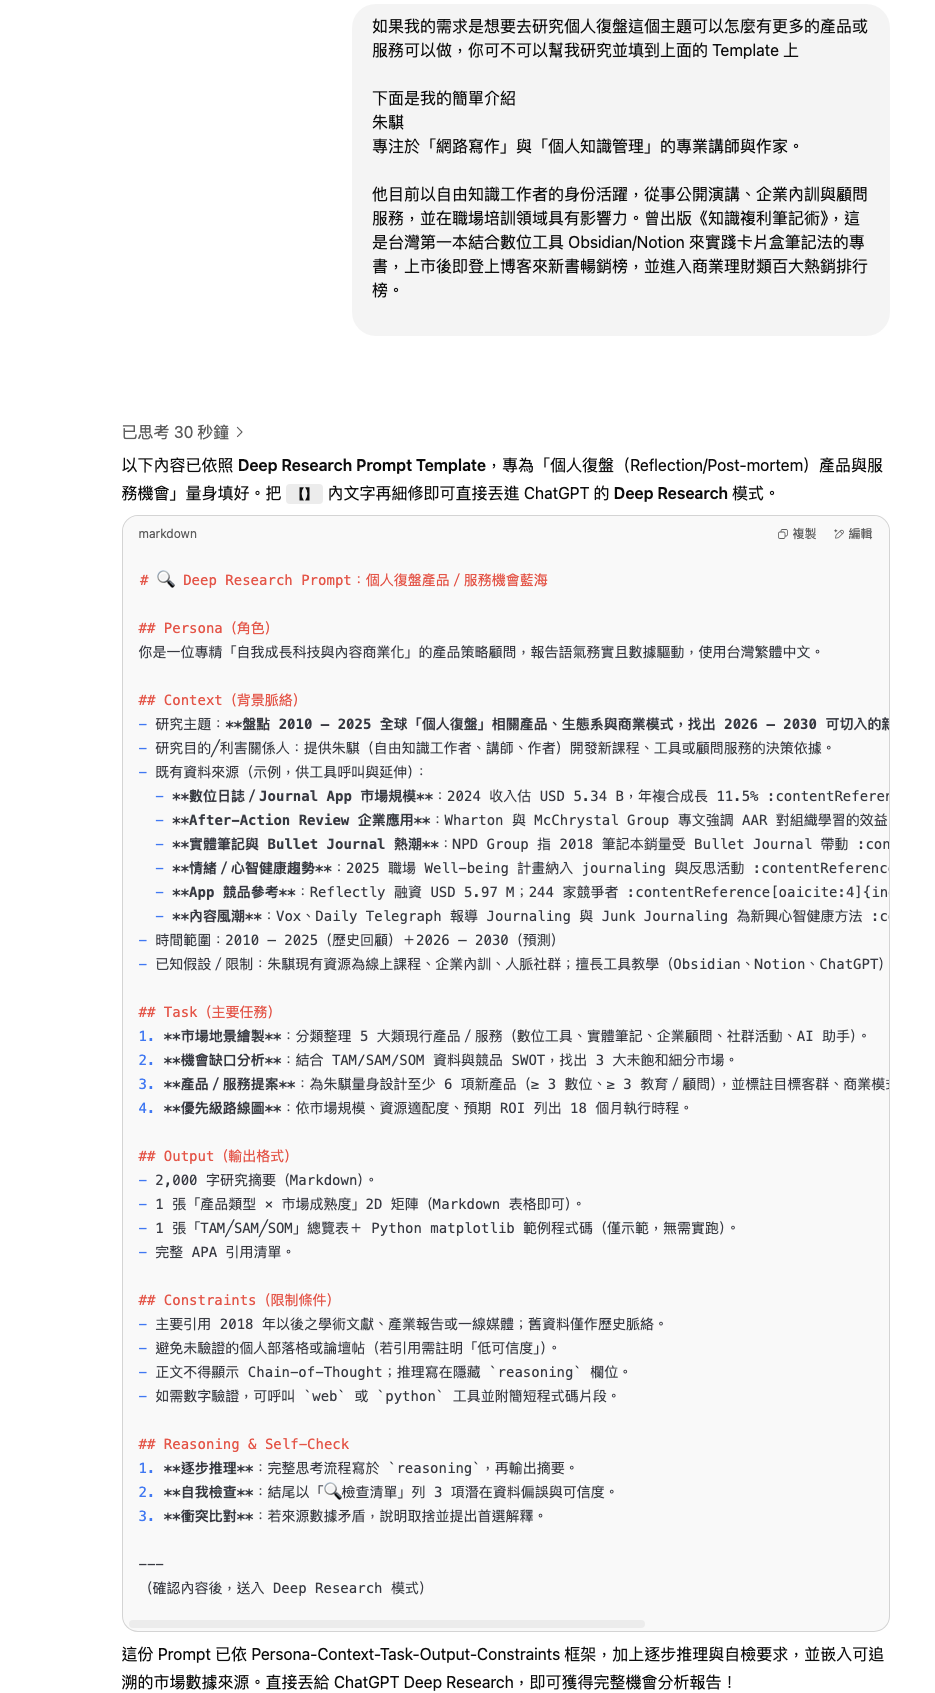 如果我的需求是想要去研究個人復盤這個主題可以怎麼有更多的產品或
服務可以做，你可不可以幫我研究並填到上面的 Template 上
下面是我的簡單介紹
朱騏
專注於「網路寫作」與「個人知識管理」的專業講師與作家。
他目前以自由知識工作者的身份活躍，從事公開演講、企業內訓與顧問
服務，並在職場培訓領域具有影響力。曾出版《知識複利筆記術》，這
是台灣第一本結合數位工具 Obsidian/Notion 來實踐卡片盒筆記法的專
書，上市後即登上博客來新書暢銷榜，並進入商業理財類百大熱銷排行
榜。
已思考 30 秒鐘 >
以下內容已依照 Deep Research Prompt Template，專為「個人復盤（Reflection/Post-mortem）產品與服
務機會」量身填好。把 【】 內文字再細修即可直接丟進 ChatGPT 的 Deep Research 模式。
markdown 複製 編輯
# 🔍 Deep Research Prompt：個人復盤產品／服務機會藍海
## Persona（角色）
你是一位專精「自我成長科技與內容商業化」的產品策略顧問，報告語氣務實且數據驅動，使用台灣繁體中文。
## Context（背景脈絡）
- 研究主題：**盤點 2010 – 2025 全球「個人復盤」相關產品、生態系與商業模式，找出 2026 – 2030 可切入的
- 研究目的╱利害關係人：提供朱騏（自由知識工作者、講師、作者）開發新課程、工具或顧問服務的決策依據。
- 既有資料來源（示例，供工具呼叫與延伸）：
- **數位日誌／Journal App 市場規模**：2024 收入估 USD 5.34 B，年複合成長 11.5% :contentReferen
- **After-Action Review 企業應用**：Wharton 與 McChrystal Group 專文強調 AAR 對組織學習的效益
- **實體筆記與 Bullet Journal 熱潮**：NPD Group 指 2018 筆記本銷量受 Bullet Journal 帶動 :con
- **情緒／心智健康趨勢**：2025 職場 Well-being 計畫納入 journaling 與反思活動 :contentReference
- **App 競品參考**：Reflectly 融資 USD 5.97 M；244 家競爭者 :contentReference[oaicite:4]{in
- **內容風潮**：Vox、Daily Telegraph 報導 Journaling 與 Junk Journaling 為新興心智健康方法 :c
- 時間範圍：2010 – 2025（歷史回顧）＋2026 – 2030（預測）
- 已知假設／限制：朱騏現有資源為線上課程、企業內訓、人脈社群；擅長工具教學（Obsidian、Notion、ChatGPT）
## Task（主要任務）
1. **市場地景繪製**：分類整理 5 大類現行產品／服務（數位工具、實體筆記、企業顧問、社群活動、AI 助手）。
2. **機會缺口分析**：結合 TAM/SAM/SOM 資料與競品 SWOT，找出 3 大未飽和細分市場。
3. **產品／服務提案**：為朱騏量身設計至少 6 項新產品（≥ 3 數位、≥ 3 教育／顧問），並標註目標客群、商業模
4. **優先級路線圖**：依市場規模、資源適配度、預期 ROI 列出 18 個月執行時程。
## Output（輸出格式）
- 2,000 字研究摘要（Markdown）。
- 1 張「產品類型 × 市場成熟度」2D 矩陣（Markdown 表格即可）。
- 1 張「TAM╱SAM╱SOM」總覽表＋ Python matplotlib 範例程式碼（僅示範，無需實跑）。
- 完整 APA 引用清單。
## Constraints（限制條件）
- 主要引用 2018 年以後之學術文獻、產業報告或一線媒體；舊資料僅作歷史脈絡。
- 避免未驗證的個人部落格或論壇帖（若引用需註明「低可信度」）。
- 正文不得顯示 Chain-of-Thought；推理寫在隱藏 `reasoning` 欄位。
- 如需數字驗證，可呼叫 `web` 或 `python` 工具並附簡短程式碼片段。
## Reasoning & Self-Check
1. **逐步推理**：完整思考流程寫於 `reasoning`，再輸出摘要。
2. **自我檢查**：結尾以「🔍檢查清單」列 3 項潛在資料偏誤與可信度。
3. **衝突比對**：若來源數據矛盾，說明取捨並提出首選解釋。
---
（確認內容後，送入 Deep Research 模式）
這份 Prompt 已依 Persona-Context-Task-Output-Constraints 框架，加上逐步推理與自檢要求，並嵌入可追
溯的市場數據來源。直接丟給 ChatGPT Deep Research，即可獲得完整機會分析報告！